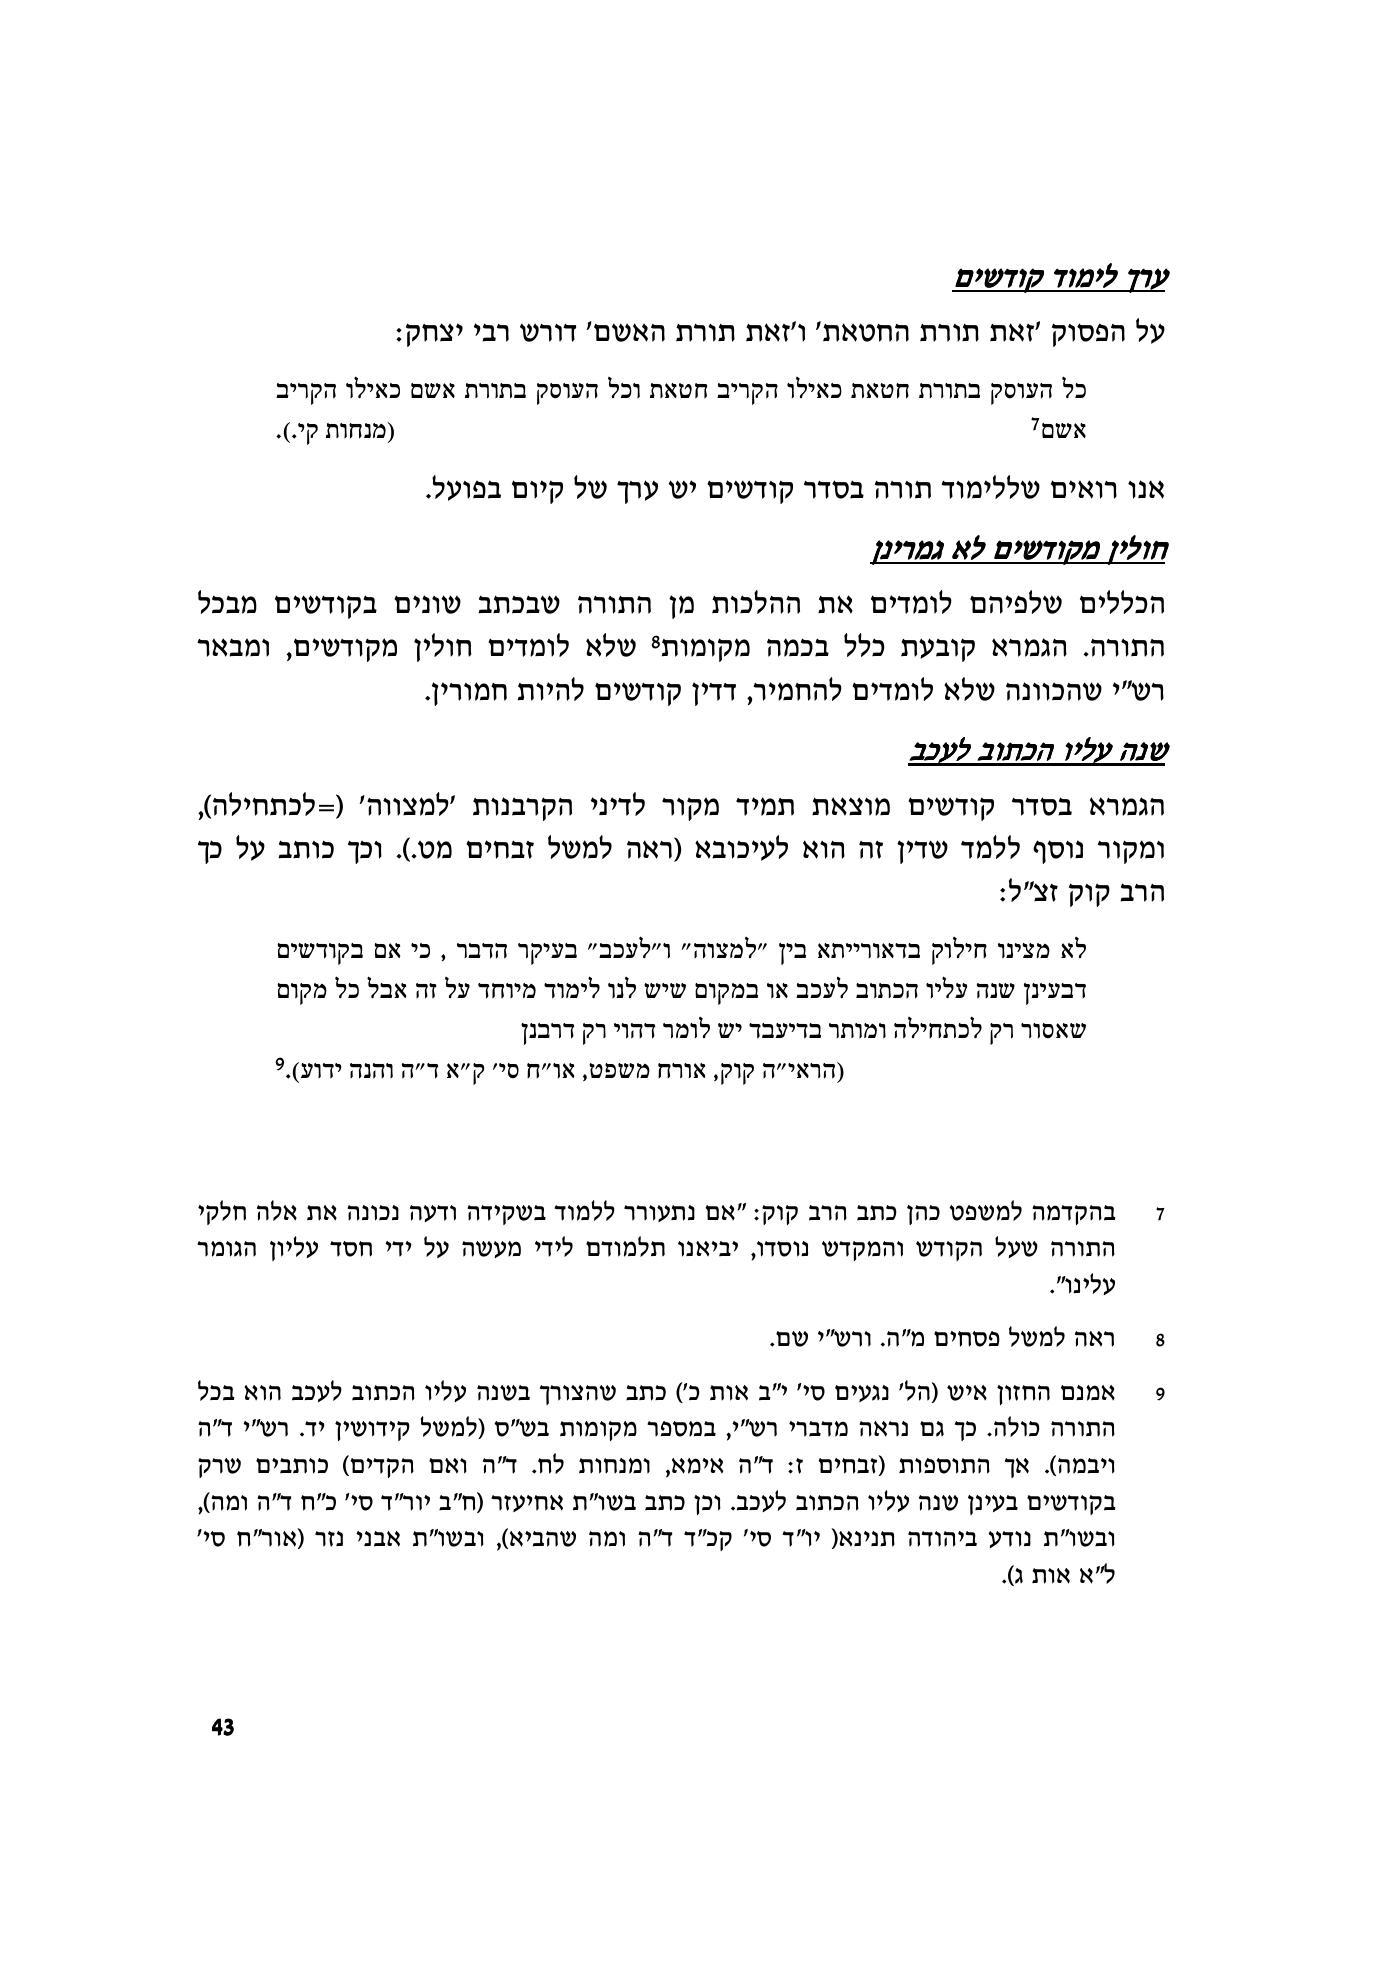 ערך לימוד קודשים
על הפסוק 'זאת תורת החטאת' ו'זאת תורת האשם' דורש רבי יצחק:
כל העוסק בתורת חטאת כאילו הקריב חטאת וכל העוסק בתורת אשם כאילו הקריב
אשם7 (מנחות קי.).
אנו רואים שללימוד תורה בסדר קודשים יש ערך של קיום בפועל.
חולין מקודשים לא גמרינן
הכללים שלפיהם לומדים את ההלכות מן התורה שבכתב שונים בקודשים מבכל
התורה. הגמרא קובעת כלל בכמה מקומות8 שלא לומדים חולין מקודשים, ומבאר
רש"י שהכוונה שלא לומדים להחמיר, דדין קודשים להיות חמורין.
שנה עליו הכתוב לעכב
הגמרא בסדר קודשים מוצאת תמיד מקור לדיני הקרבנות 'למצווה' (=לכתחילה),
ומקור נוסף ללמד שדין זה הוא לעיכובא (ראה למשל זבחים מט.). וכך כותב על כך
הרב קוק זצ"ל:
לא מצינו חילוק בדאורייתא בין "למצוה" ו"לעכב" בעיקר הדבר , כי אם בקודשים
דבעינן שנה עליו הכתוב לעכב או במקום שיש לנו לימוד מיוחד על זה אבל כל מקום
שאסור רק לכתחילה ומותר בדיעבד יש לומר דהוי רק דרבנן
(הראי"ה קוק, אורח משפט, או"ח סי' ק"א ד"ה והנה ידוע).9
7 בהקדמה למשפט כהן כתב הרב קוק: "אם נתעורר ללמוד בשקידה ודעה נכונה את אלה חלקי
התורה שעל הקודש והמקדש נוסדו, יביאנו תלמודם לידי מעשה על ידי חסד עליון הגומר
עלינו".
8 ראה למשל פסחים מ"ה. ורש"י שם.
9 אמנם החזון איש (הל' נגעים סי' י"ב אות כ') כתב שהצורך בשנה עליו הכתוב לעכב הוא בכל
התורה כולה. כך גם נראה מדברי רש"י, במספר מקומות בש"ס (למשל קידושין יד. רש"י ד"ה
ויבמה). אך התוספות (זבחים ז: ד"ה אימא, ומנחות לח. ד"ה ואם הקדים) כותבים שרק
בקודשים בעינן שנה עליו הכתוב לעכב. וכן כתב בשו"ת אחיעזר (ח"ב יור"ד סי' כ"ח ד"ה ומה),
ובשו"ת נודע ביהודה תנינא( יו"ד סי' קכ"ד ד"ה ומה שהביא), ובשו"ת אבני נזר (אור"ח סי'
ל"א אות ג).
43